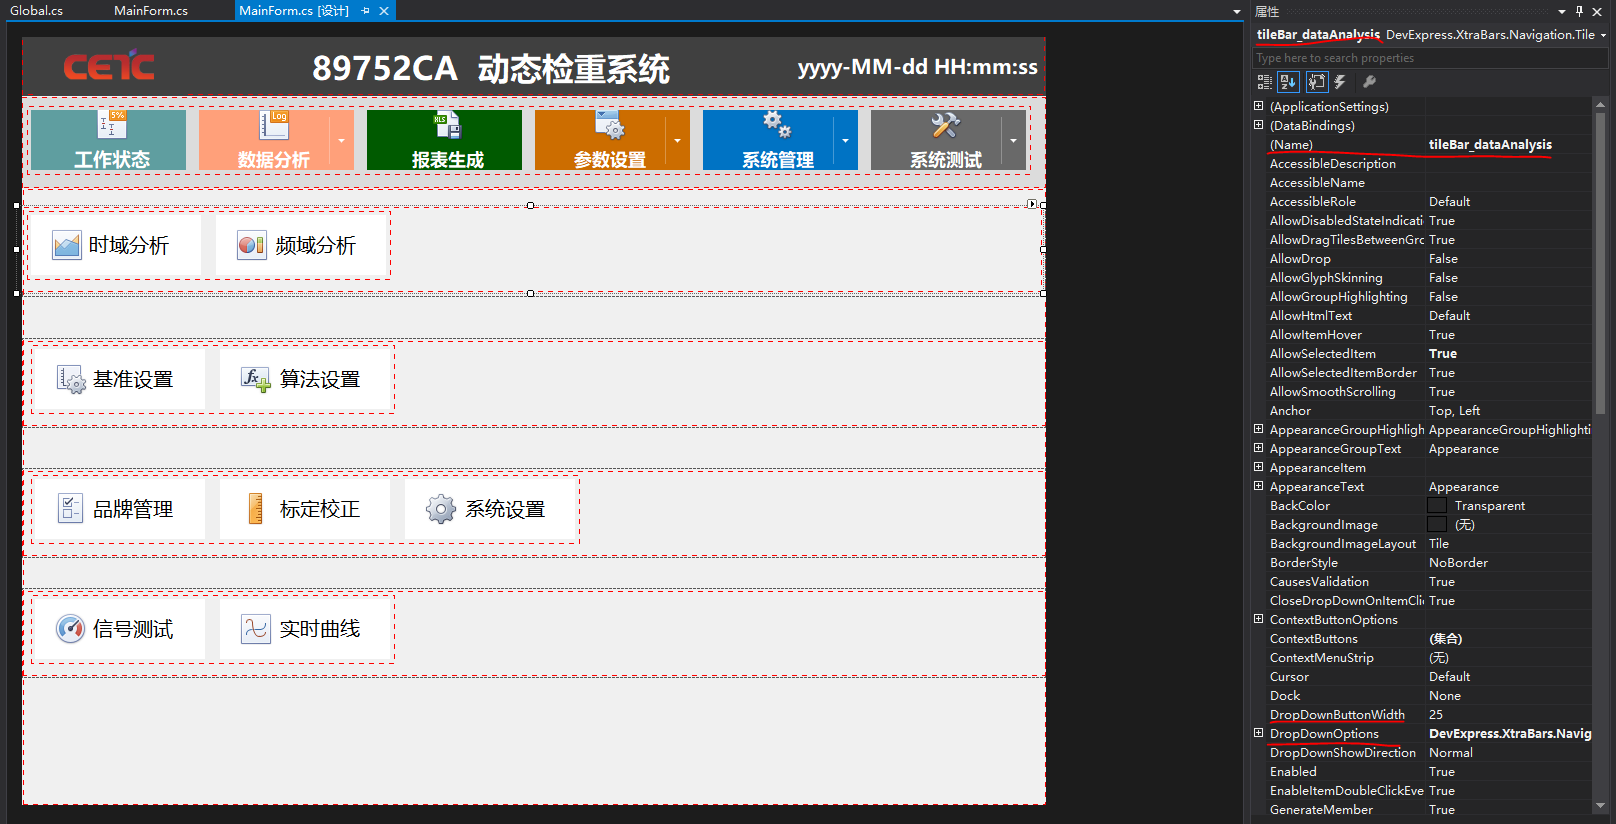 Global.cs MainForm.cs MainForm.cs [设计]
CETC 89752CA 动态检重系统 yyyy-MM-dd HH:mm:ss
5% Log XLS
工作状态 数据分析 报表生成 参数设置 系统管理 系统测试
时域分析 频域分析
基准设置 fx 算法设置
品牌管理 标定校正 系统设置
信号测试 实时曲线
属性
tileBar_dataAnalysis DevExpress.XtraBars.Navigation.Tile
Type here to search properties
(ApplicationSettings)
(DataBindings)
(Name) tileBar_dataAnalysis
AccessibleDescription
AccessibleName
AccessibleRole Default
AllowDisabledStateIndicati True
AllowDragTilesBetweenGrc True
AllowDrop False
AllowGlyphSkinning False
AllowGroupHighlighting False
AllowHtmlText Default
AllowItemHover True
AllowSelectedItem True
AllowSelectedItemBorder True
AllowSmoothScrolling True
Anchor Top, Left
AppearanceGroupHighligh AppearanceGroupHighlighti
AppearanceGroupText Appearance
AppearanceItem
AppearanceText Appearance
BackColor Transparent
BackgroundImage (无)
BackgroundImageLayout Tile
BorderStyle NoBorder
CausesValidation True
CloseDropDownOnItemClic True
ContextButtonOptions
ContextButtons (集合)
ContextMenuStrip (无)
Cursor Default
Dock None
DropDownButtonWidth 25
DropDownOptions DevExpress.XtraBars.Navig
DropDownShowDirection Normal
Enabled True
EnableItemDoubleClickEve True
GenerateMember True